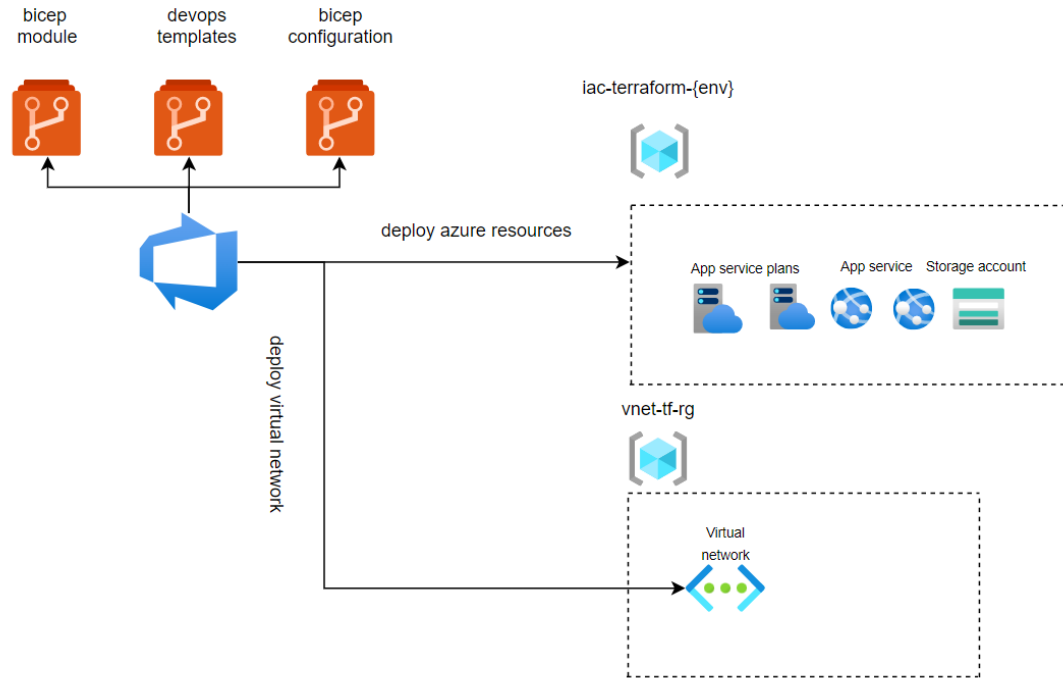 bicep
module
devops
templates
bicep
configuration
iac-terraform-{env}
deploy azure resources
App service plans
App service
Storage account
deploy virtual network
vnet-tf-rg
Virtual
network